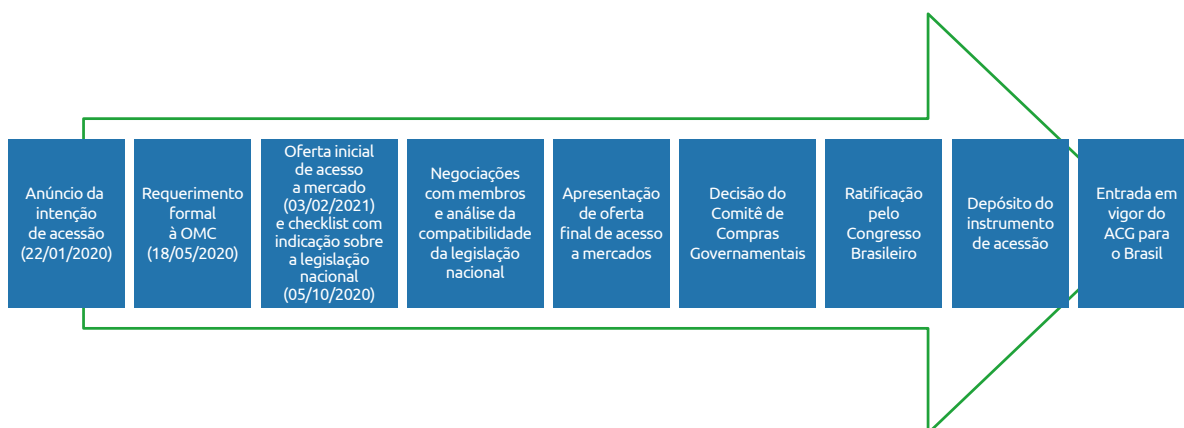 Anúncio da
intenção
de acessão
(22/01/2020)
Requerimento
formal
à OMC
(18/05/2020)
Oferta inicial
de acesso
a mercado
(03/02/2021)
e checklist com
indicação sobre
a legislação
nacional
(05/10/2020)
Negociações
com membros
e análise da
compatibilidade
da legislação
nacional
Apresentação
de oferta
final de acesso
a mercados
Decisão do
Comitê de
Compras
Governamentais
Ratificação
pelo
Congresso
Brasileiro
Depósito do
instrumento
de acessão
Entrada em
vigor do
ACG para
o Brasil